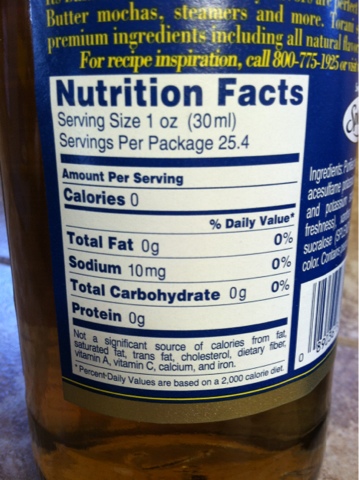 Butter mochas, steamers and more.
premium ingredients including all natural
For recipe inspiration, call 800-775-1925 or
Nutrition Facts
Serving Size 1 oz (30ml)
Servings Per Package 25.4
Amount Per Serving
Calories 0
% Daily Value*
Total Fat 0g 0%
Sodium 10mg 0%
Total Carbohydrate 0g 0%
Protein 0g
Not a significant source of calories from fat,
saturated fat, trans fat, cholesterol, dietary fiber,
vitamin A, vitamin C, calcium, and iron.
*Percent Daily Values are based on a 2,000 calorie diet.
Ingredients:
acesulfame
and potassium
freshness),
sucralose
color.
0